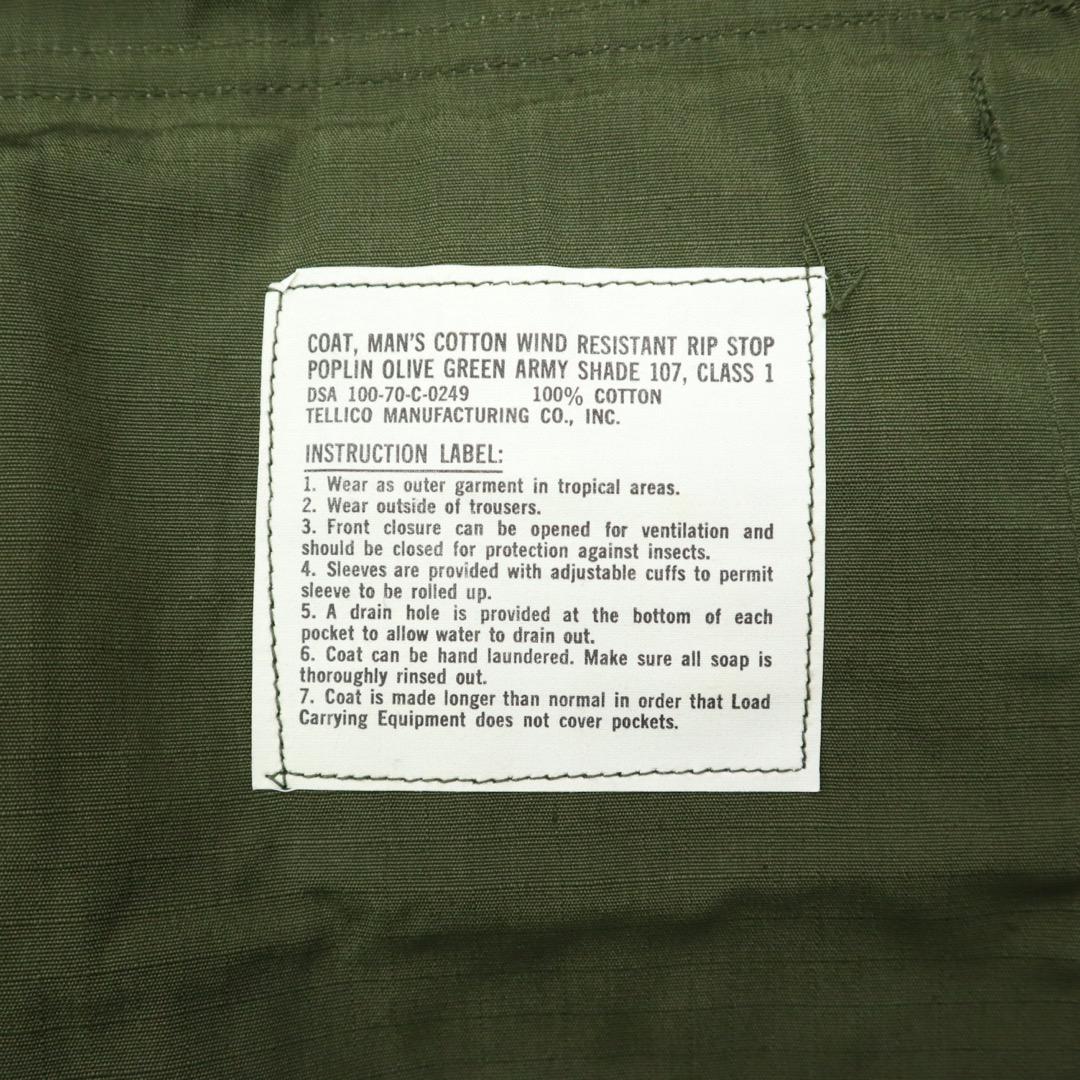 COAT, MAN'S COTTON WIND RESISTANT RIP STOP
POPLIN OLIVE GREEN ARMY SHADE 107, CLASS 1
DSA 100-70-C-0249 100% COTTON
TELLICO MANUFACTURING CO., INC.
INSTRUCTION LABEL:
1. Wear as outer garment in tropical areas.
2. Wear outside of trousers.
3. Front closure can be opened for ventilation and
should be closed for protection against insects.
4. Sleeves are provided with adjustable cuffs to permit
sleeve to be rolled up.
5. A drain hole is provided at the bottom of each
pocket to allow water to drain out.
6. Coat can be hand laundered. Make sure all soap is
thoroughly rinsed out.
7. Coat is made longer than normal in order that Load
Carrying Equipment does not cover pockets.